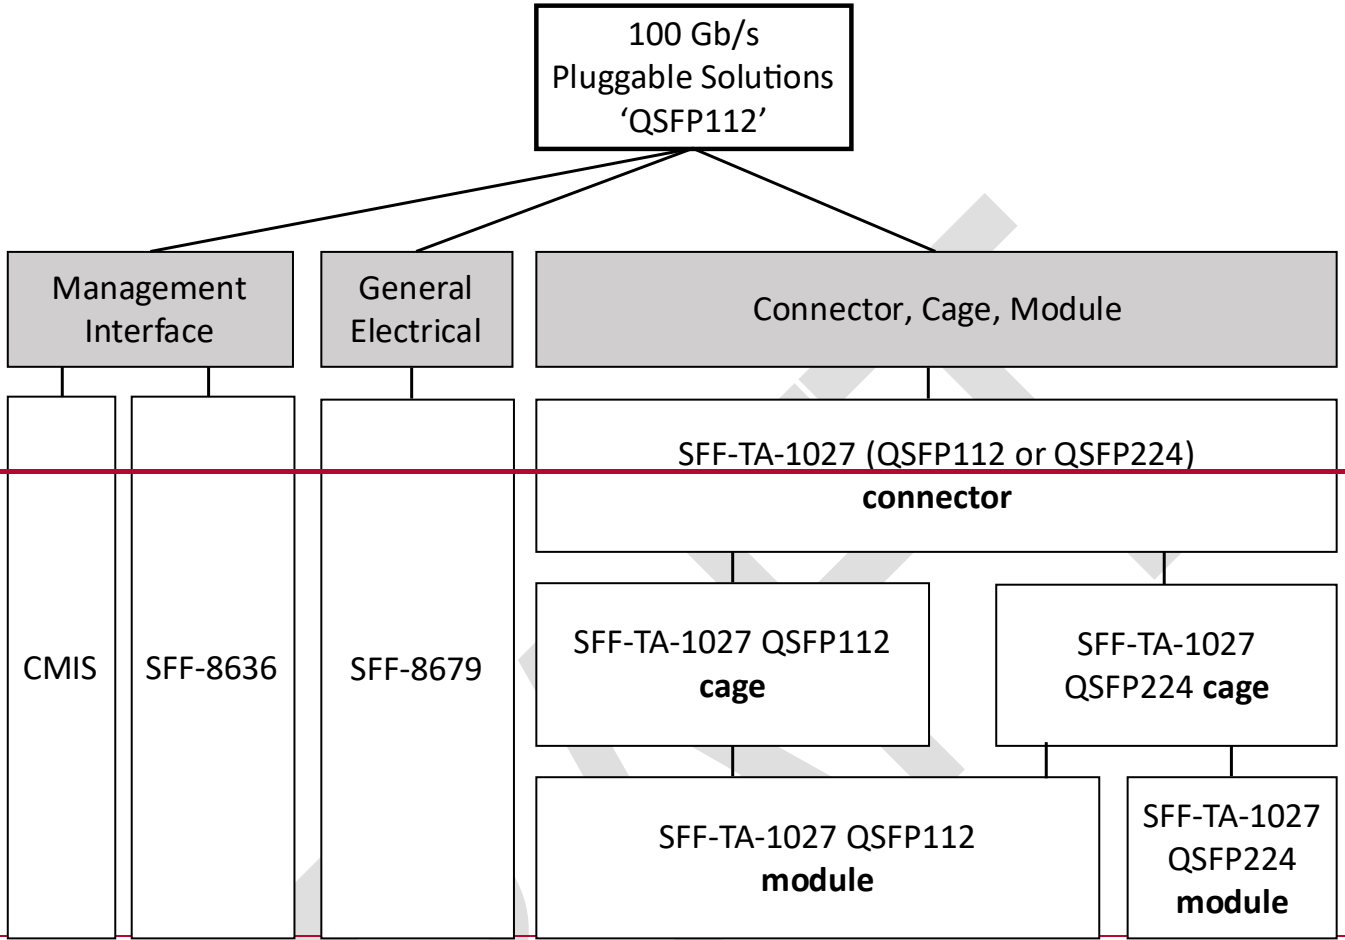 100 Gb/s
Pluggable Solutions
‘QSFP112’
Management
Interface
General
Electrical
Connector, Cage, Module
SFF-TA-1027 (QSFP112 or QSFP224)
connector
CMIS
SFF-8636
SFF-8679
SFF-TA-1027 QSFP112
cage
SFF-TA-1027
QSFP224 cage
SFF-TA-1027 QSFP112
module
SFF-TA-1027
QSFP224
module